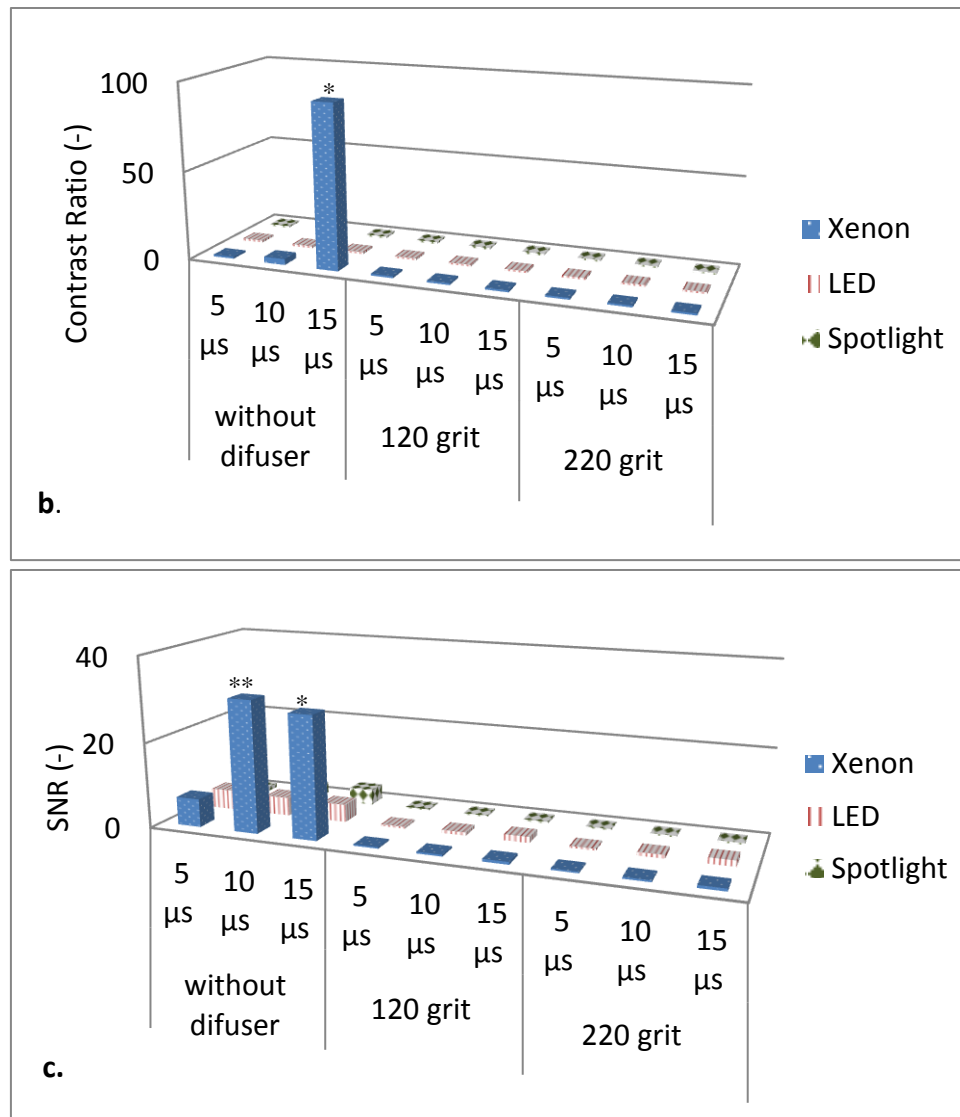 100
50
0
Contrast Ratio (-)
*
5 10 15 5 10 15 5 10 15
µs µs µs µs µs µs µs µs µs
without 120 grit 220 grit
difuser
Xenon
LED
Spotlight
b.
40
20
0
SNR (-)
** *
5 10 15 5 10 15 5 10 15
µs µs µs µs µs µs µs µs µs
without 120 grit 220 grit
difuser
Xenon
LED
Spotlight
c.